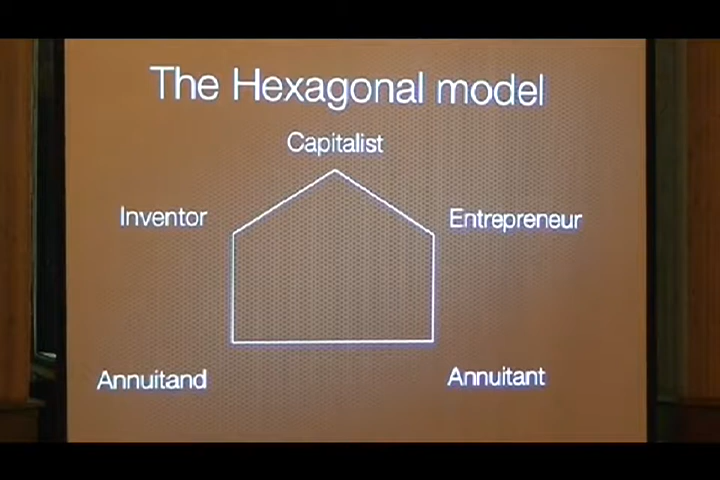 The Hexagonal model
Capitalist
Inventor
Entrepreneur
Annuitand
Annuitant